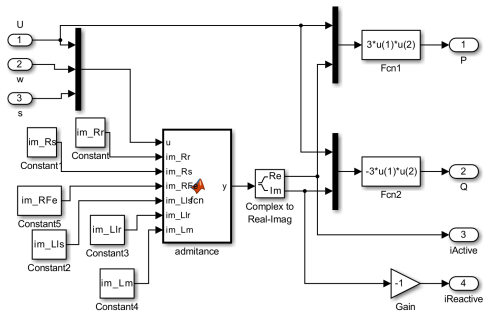 U
1
3*u(1)*u(2)
1
Fcn1
P
2
w
3
s
im_Rr
im_Rs
Constant
Constant1
u
im_Rr
im_Rs
im_RFe
im_Lls
im_Llr
im_Lm
fcn
y
admitance
Re
Im
Complex to
Real-Imag
-3*u(1)*u(2)
2
Fcn2
Q
im_RFe
Constant5
im_Lls
Constant2
im_Llr
Constant3
im_Lm
Constant4
3
iActive
-1
Gain
4
iReactive